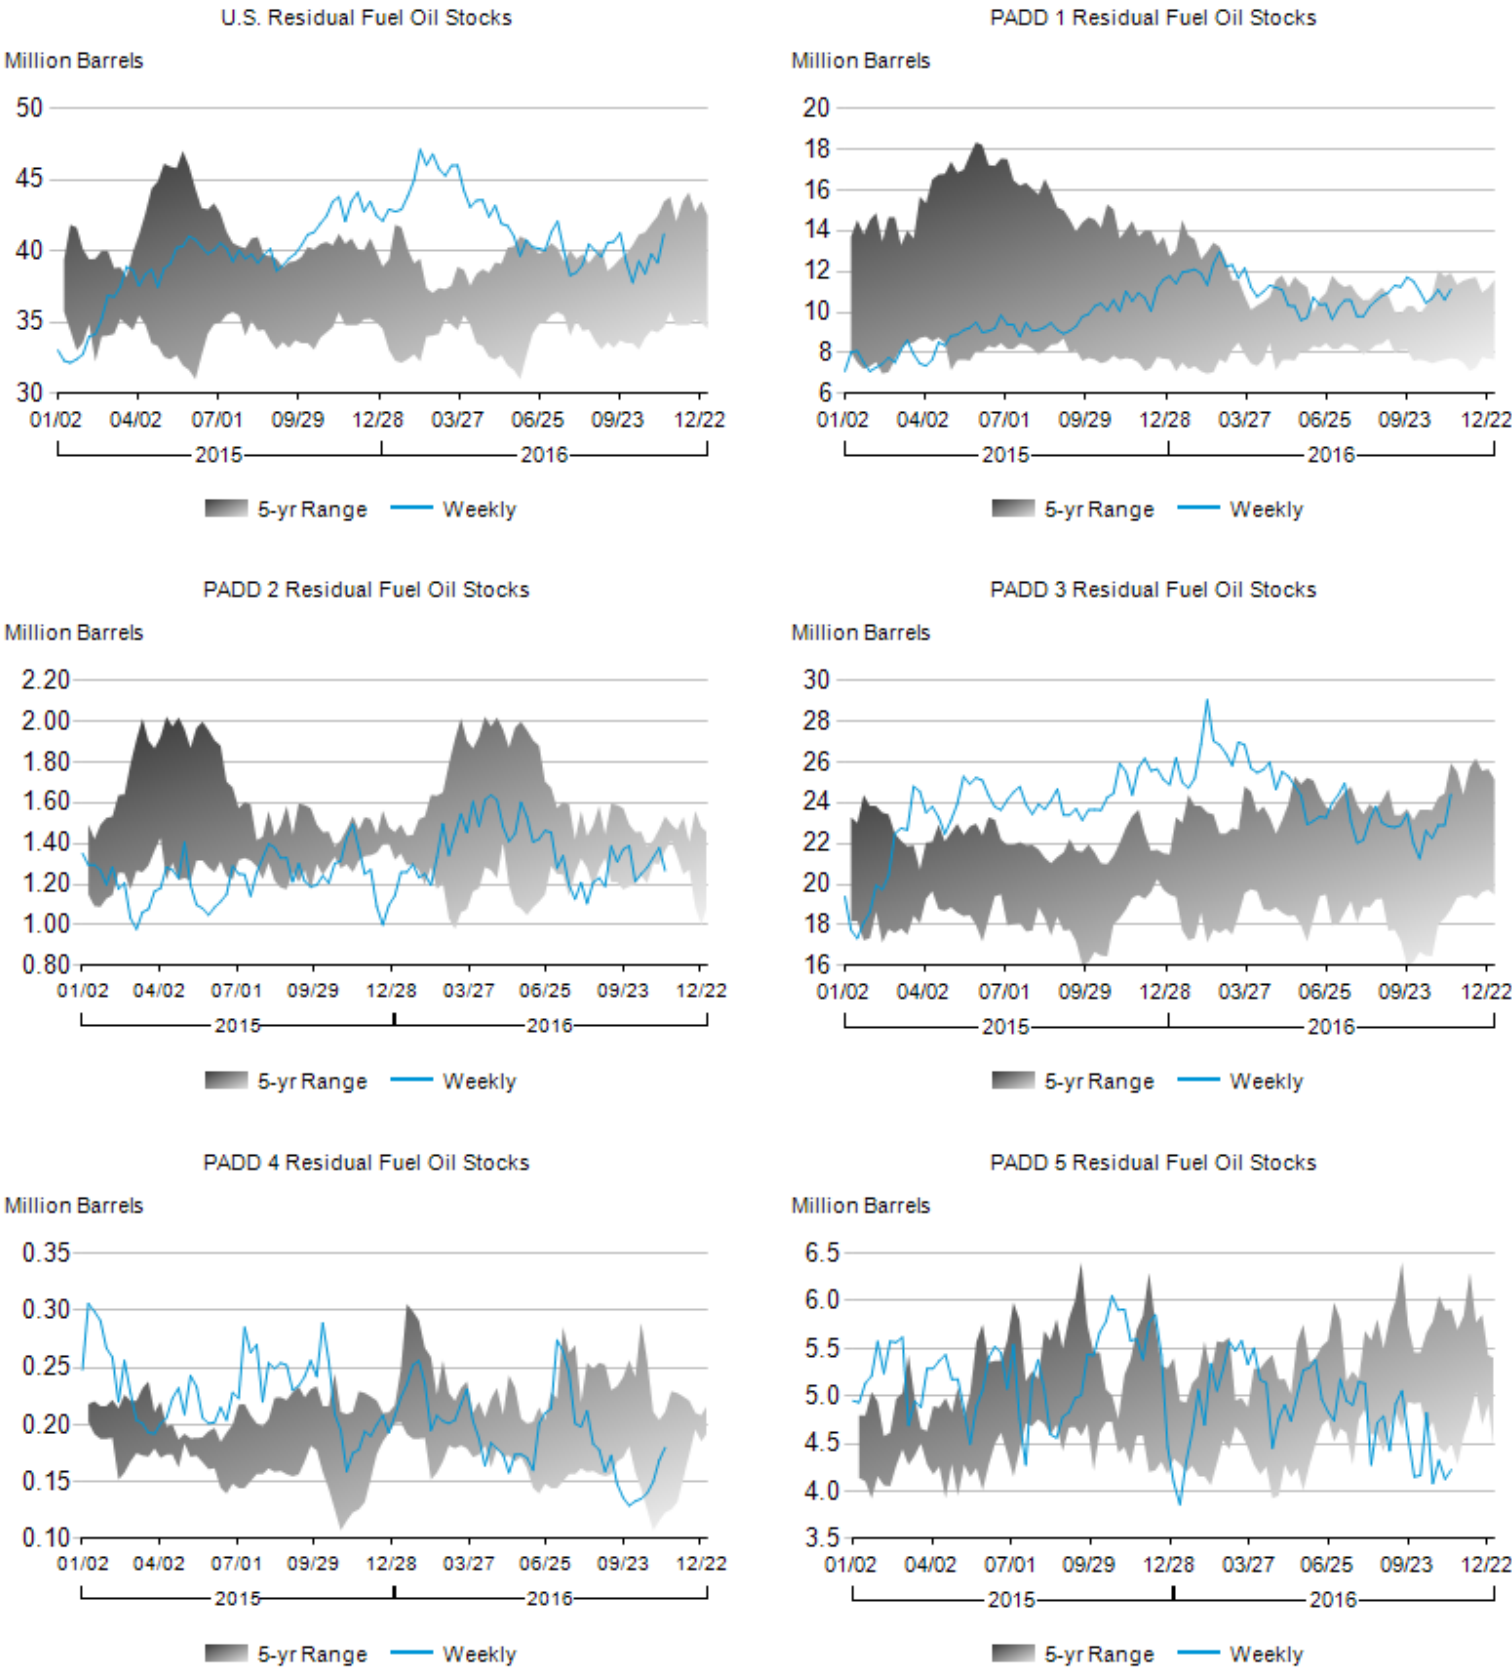 U.S. Residual Fuel Oil Stocks
Million Barrels
50
45
40
35
30
01/02 04/02 07/01 09/29 12/28 03/27 06/25 09/23 12/22
2015 2016
5-yr Range Weekly
PADD 1 Residual Fuel Oil Stocks
Million Barrels
20
18
16
14
12
10
8
6
01/02 04/02 07/01 09/29 12/28 03/27 06/25 09/23 12/22
2015 2016
5-yr Range Weekly
PADD 2 Residual Fuel Oil Stocks
Million Barrels
2.20
2.00
1.80
1.60
1.40
1.20
1.00
0.80
01/02 04/02 07/01 09/29 12/28 03/27 06/25 09/23 12/22
2015 2016
5-yr Range Weekly
PADD 3 Residual Fuel Oil Stocks
Million Barrels
30
28
26
24
22
20
18
16
01/02 04/02 07/01 09/29 12/28 03/27 06/25 09/23 12/22
2015 2016
5-yr Range Weekly
PADD 4 Residual Fuel Oil Stocks
Million Barrels
0.35
0.30
0.25
0.20
0.15
0.10
01/02 04/02 07/01 09/29 12/28 03/27 06/25 09/23 12/22
2015 2016
5-yr Range Weekly
PADD 5 Residual Fuel Oil Stocks
Million Barrels
6.5
6.0
5.5
5.0
4.5
4.0
3.5
01/02 04/02 07/01 09/29 12/28 03/27 06/25 09/23 12/22
2015 2016
5-yr Range Weekly